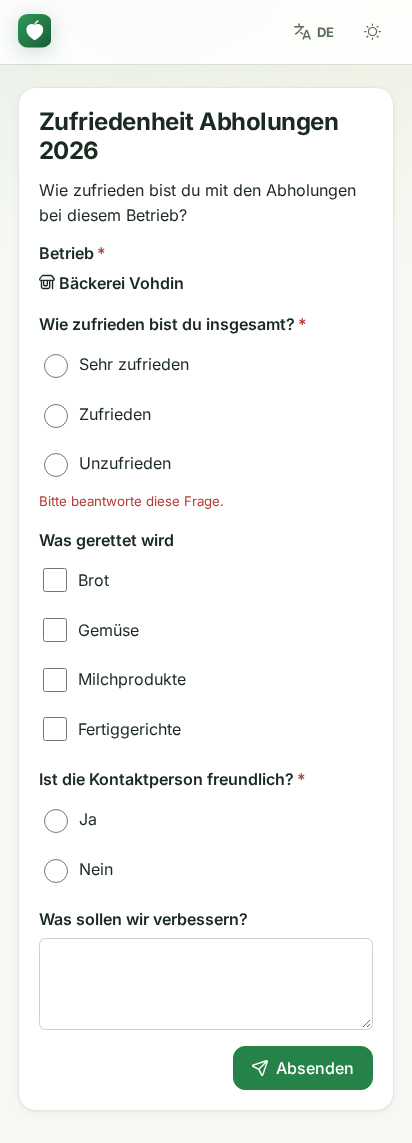 DE
Zufriedenheit Abholungen
2026
Wie zufrieden bist du mit den Abholungen
bei diesem Betrieb?
Betrieb *
Bäckerei Vohdin
Wie zufrieden bist du insgesamt? *
Sehr zufrieden
Zufrieden
Unzufrieden
Bitte beantworte diese Frage.
Was gerettet wird
Brot
Gemüse
Milchprodukte
Fertiggerichte
Ist die Kontaktperson freundlich? *
Ja
Nein
Was sollen wir verbessern?
Absenden